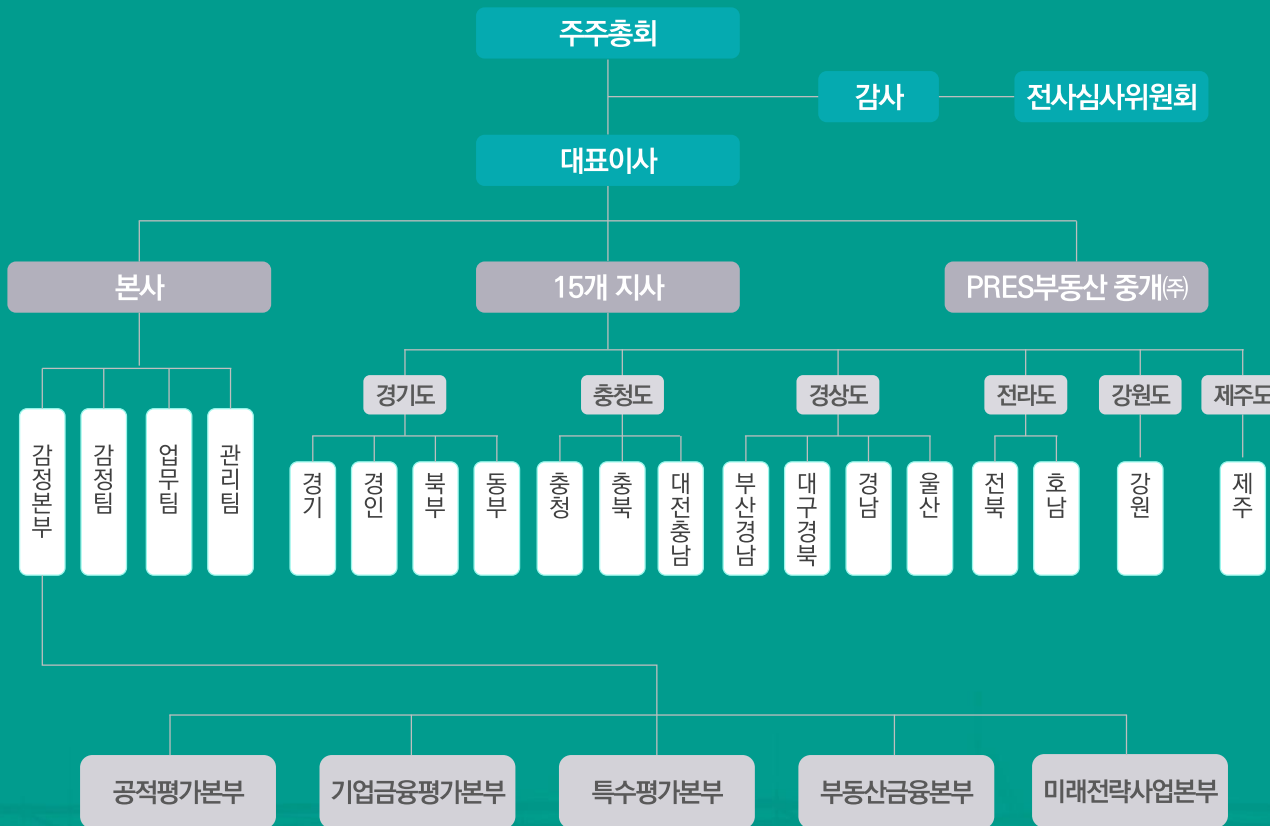 주주총회
감사
전사심사위원회
대표이사
본사
15개 지사
PRES부동산 중개㈜
경기도
충청도
경상도
전라도
강원도
제주도
감정본부
감정팀
업무팀
관리팀
경기
경인
북부
동부
충청
충북
대전충남
부산경남
대구경북
경남
울산
전북
호남
강원
제주
공적평가본부
기업금융평가본부
특수평가본부
부동산금융본부
미래전략사업본부